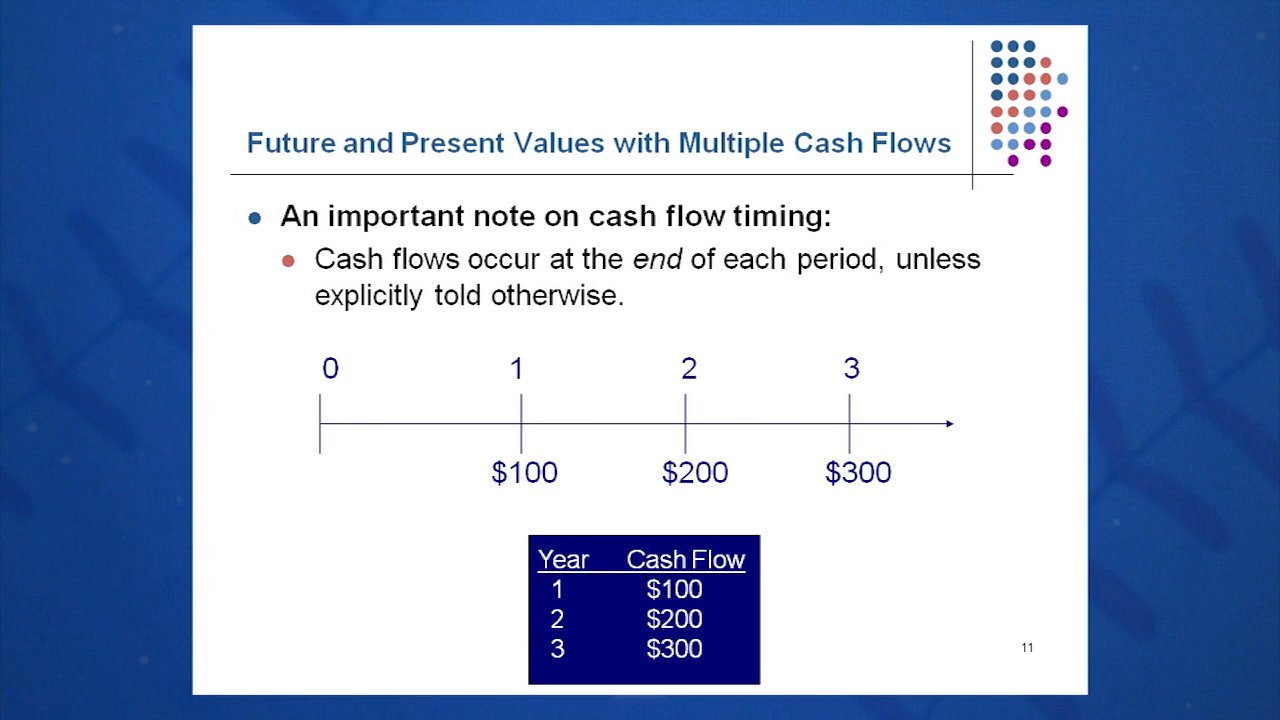 Future and Present Values with Multiple Cash Flows
An important note on cash flow timing:
Cash flows occur at the end of each period, unless
explicitly told otherwise.
0 1 2 3
$100 $200 $300
Year Cash Flow
1 $100
2 $200
3 $300
11